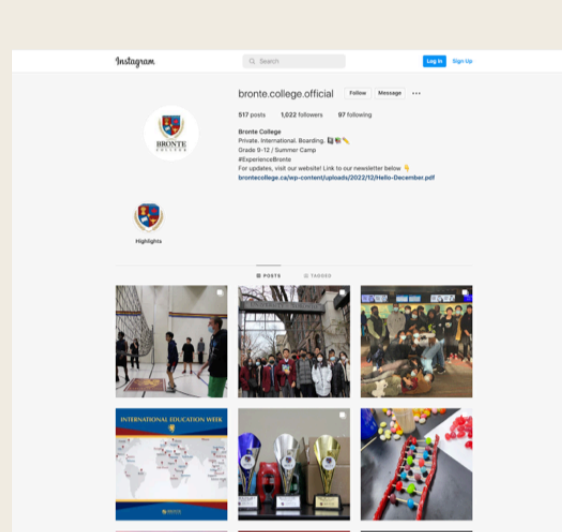 Instagram
Search
Log In
Sign Up
bronte.college.official
Follow
Message
517 posts 1,022 followers 97 following
Bronte College
Private. International. Boarding.
Grade 9-12 / Summer Camp
#ExperienceBronte
For updates, visit our website! Link to our newsletter below 👇
brontecollege.ca/wp-content/uploads/2022/12/Hello-December.pdf
BRONTE
COLLEGE
Highlights
POSTS
TAGGED
INTERNATIONAL EDUCATION WEEK
BRONTE